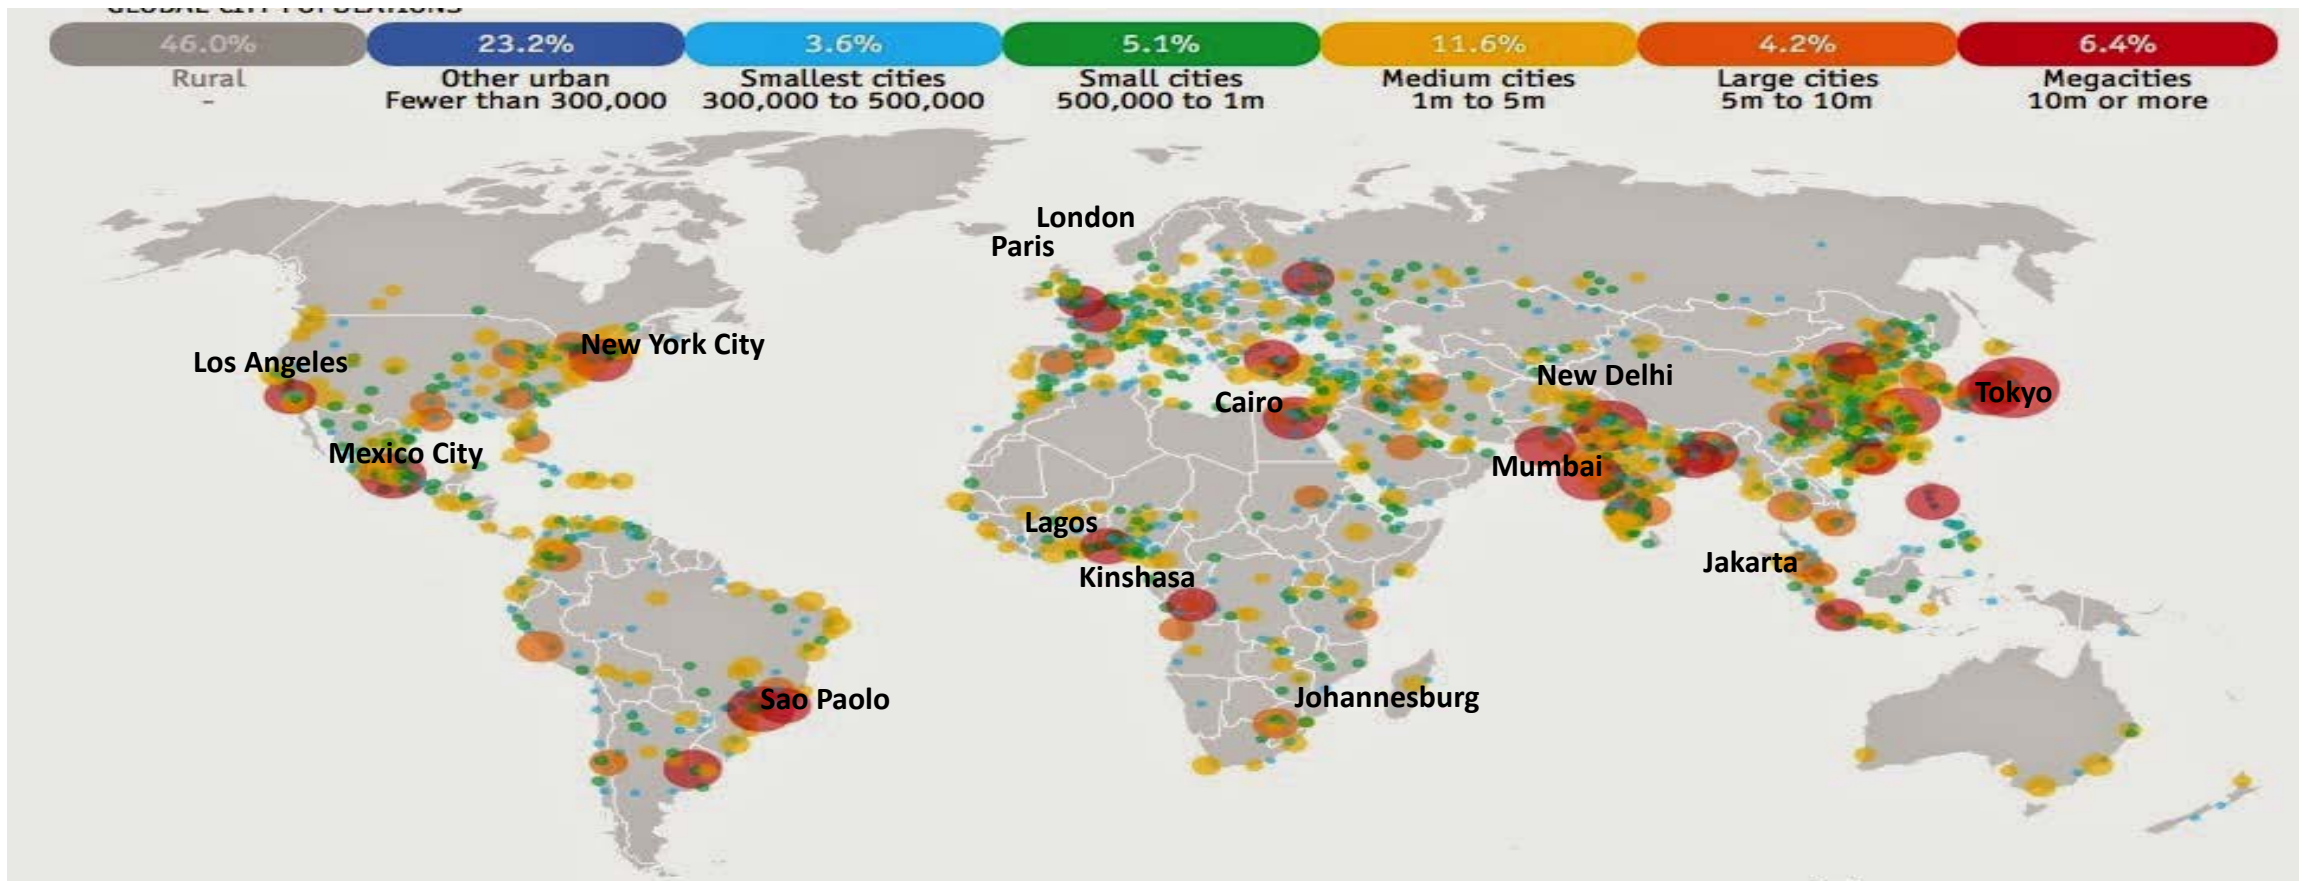 GLOBAL CITY POPULATIONS
46.0% 23.2% 3.6% 5.1% 11.6% 4.2% 6.4%
Rural Other urban Smallest cities Small cities Medium cities Large cities Megacities
- Fewer than 300,000 300,000 to 500,000 500,000 to 1m 1m to 5m 5m to 10m 10m or more
London
Paris
New York City
Los Angeles
New Delhi
Tokyo
Cairo
Mexico City
Mumbai
Lagos
Jakarta
Kinshasa
Johannesburg
Sao Paolo